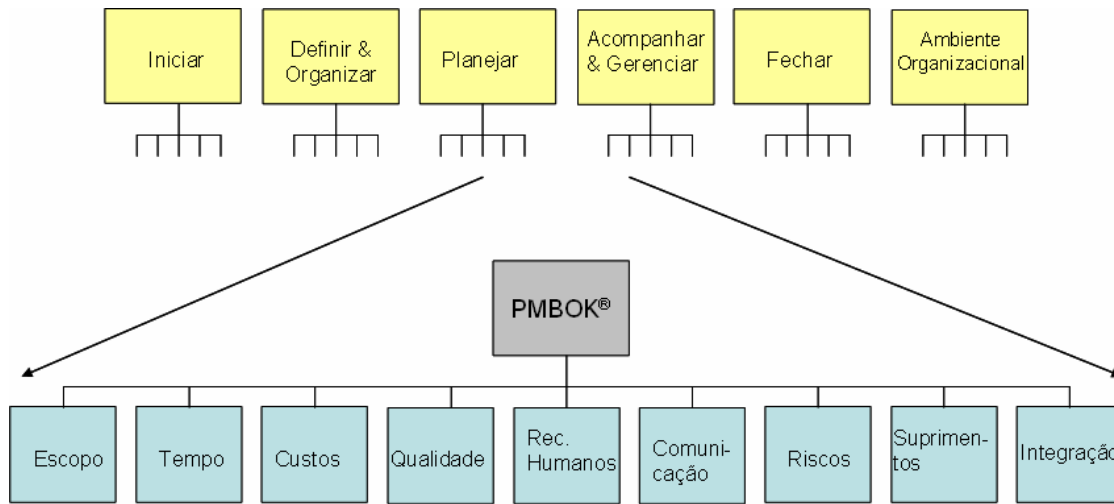 Iniciar
Definir &
Organizar
Planejar
Acompanhar
& Gerenciar
Fechar
Ambiente
Organizacional
PMBOK®
Escopo
Tempo
Custos
Qualidade
Rec.
Humanos
Comuni-
cação
Riscos
Suprimen-
tos
Integração